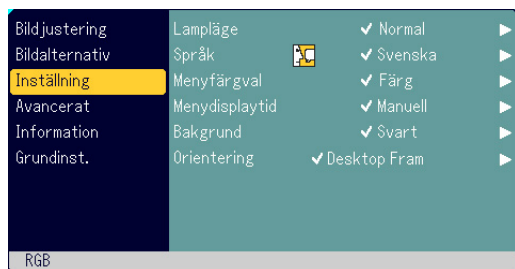 Bildjustering
Bildalternativ
Inställning
Avancerat
Information
Grundinst.
Lampläge ✓ Normal ▶
Språk ✓ Svenska ▶
Menyfärgval ✓ Färg ▶
Menydisplaytid ✓ Manuell ▶
Bakgrund ✓ Svart ▶
Orientering ✓ Desktop Fram ▶
RGB